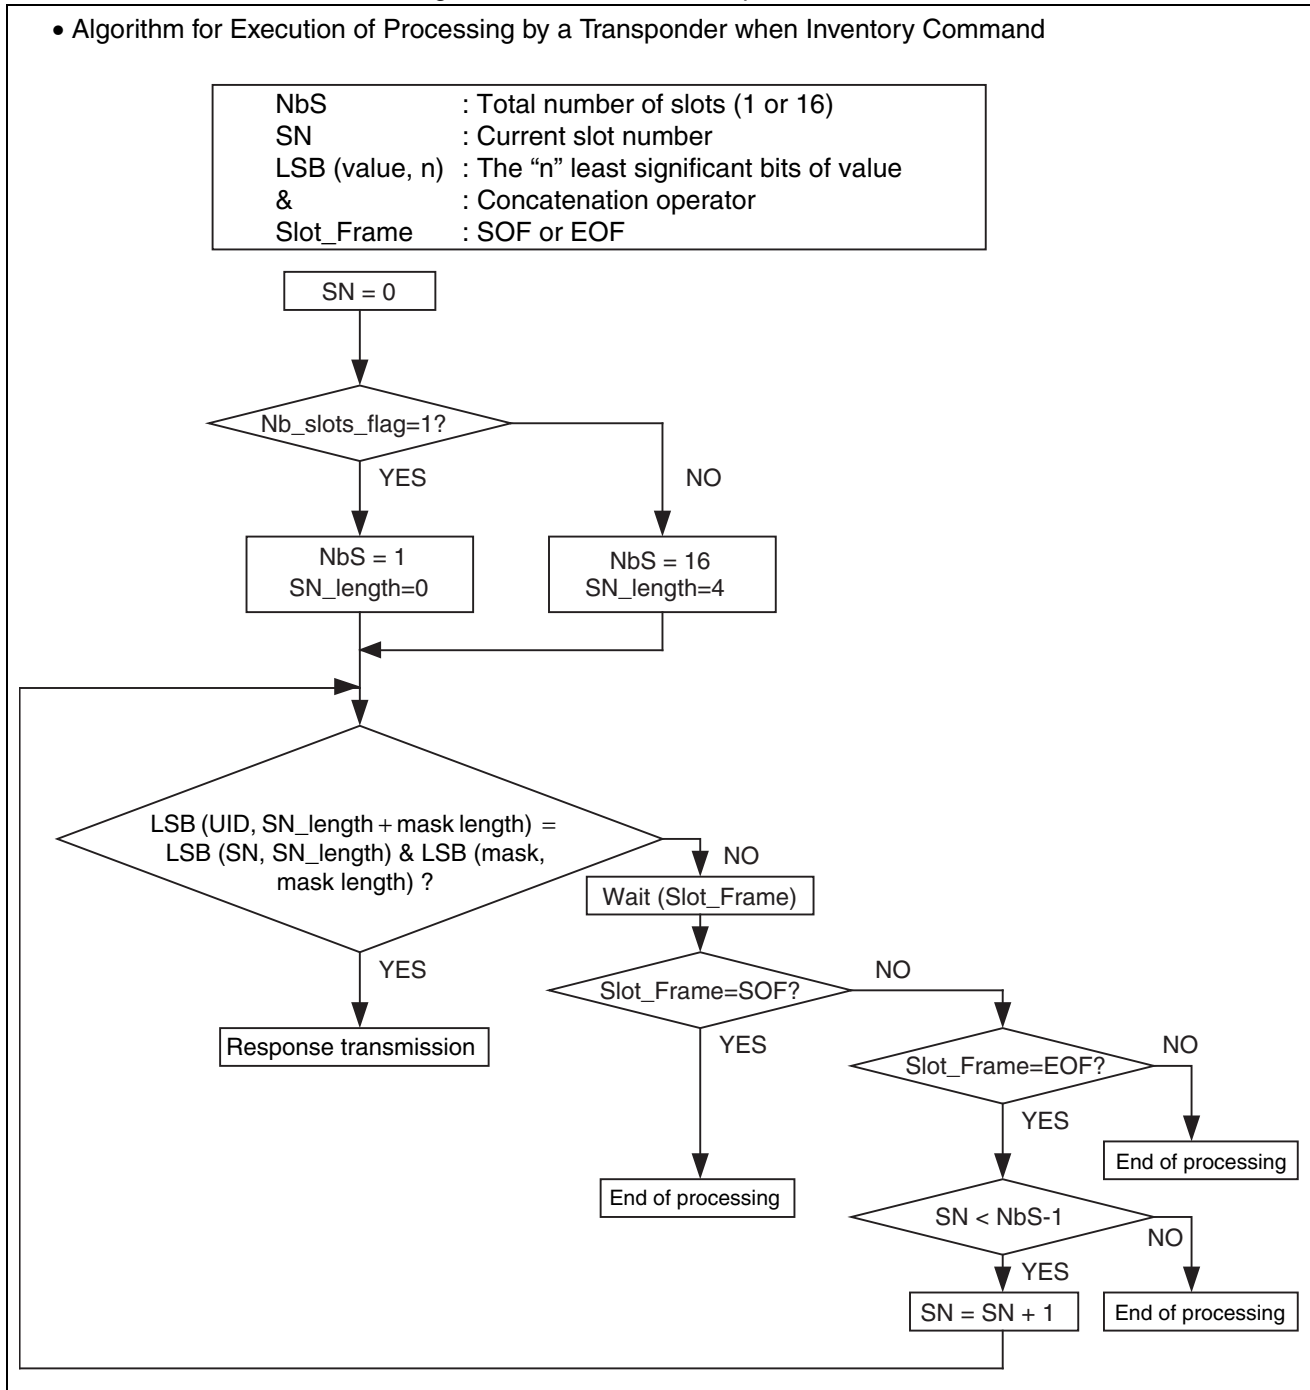 • Algorithm for Execution of Processing by a Transponder when Inventory Command
NbS : Total number of slots (1 or 16)
SN : Current slot number
LSB (value, n) : The “n” least significant bits of value
& : Concatenation operator
Slot_Frame : SOF or EOF
SN = 0
Nb_slots_flag=1?
YES
NO
NbS = 1
SN_length=0
NbS = 16
SN_length=4
LSB (UID, SN_length + mask length) =
LSB (SN, SN_length) & LSB (mask,
mask length) ?
NO
Wait (Slot_Frame)
YES
Response transmission
Slot_Frame=SOF?
NO
YES
End of processing
Slot_Frame=EOF?
NO
YES
End of processing
SN < NbS-1
NO
YES
SN = SN + 1
End of processing